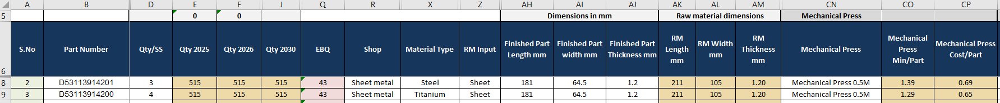 A B D E F J Q R X Z AH AI AJ AK AL AM CN CO CP
5 0 0 Dimensions in mm Raw material dimensions Mechanical Press
6 S.No Part Number Qty/SS Qty 2025 Qty 2026 Qty 2030 EBQ Shop Material Type RM Input Finished Part Length mm Finished Part width mm Finished Part Thickness mm RM Length mm RM Width mm RM Thickness mm Mechanical Press Mechanical Press Min/Part Mechanical Press Cost/Part
8 2 D53113914201 3 515 515 515 43 Sheet metal Steel Sheet 181 64.5 1.2 211 105 1.20 Mechanical Press 0.5M 1.39 0.69
9 3 D53113914200 4 515 515 515 43 Sheet metal Titanium Sheet 181 64.5 1.2 211 105 1.20 Mechanical Press 0.5M 1.29 0.65